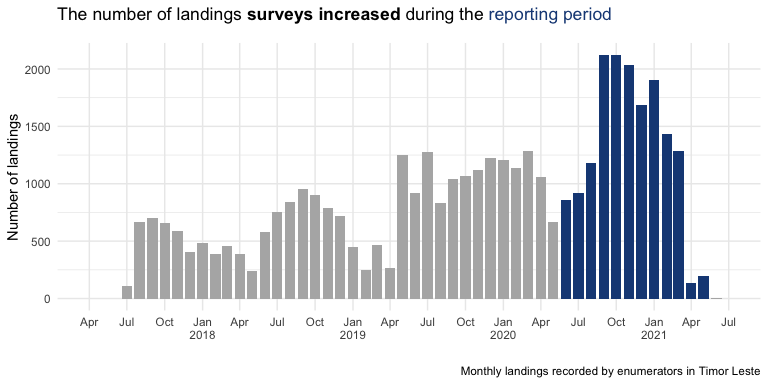 The number of landings surveys increased during the reporting period
Number of landings
2000
1500
1000
500
0
Apr Jul Oct Jan Apr Jul Oct Jan Apr Jul Oct Jan Apr Jul Oct Jan Apr Jul
2018 2019 2020 2021
Monthly landings recorded by enumerators in Timor Leste